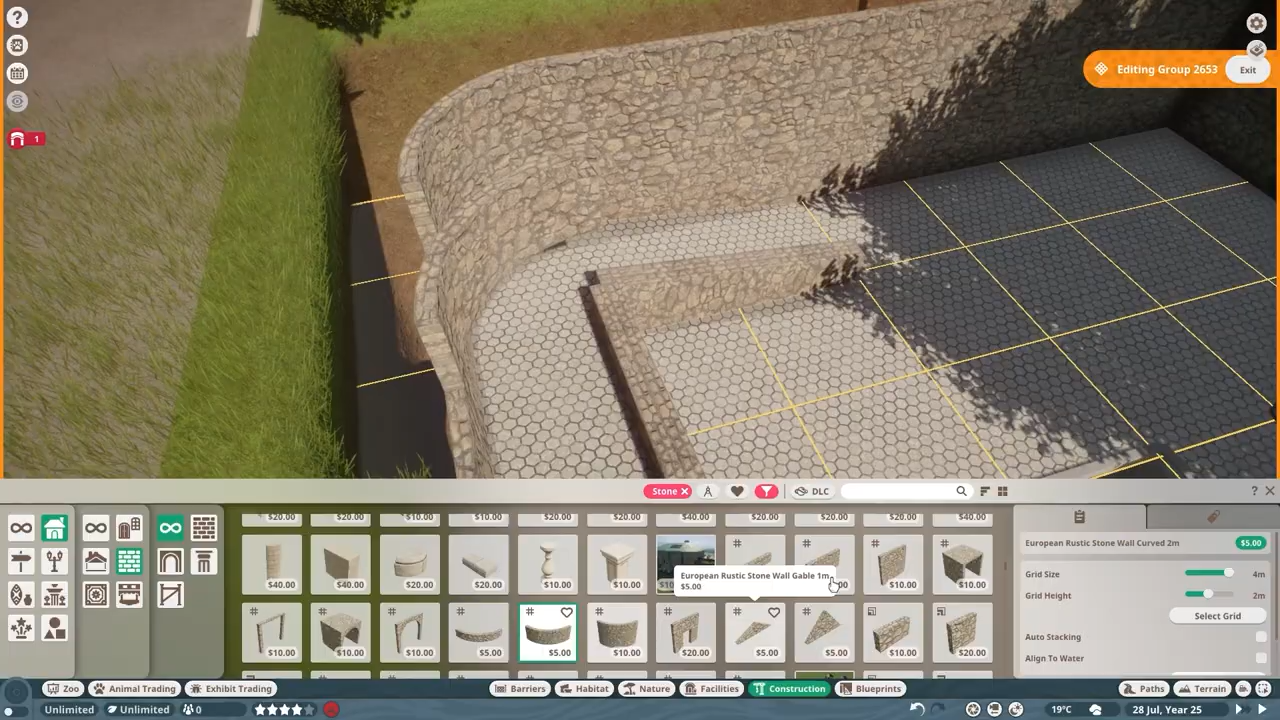 ?
Editing Group 2653
Exit
1
Stone ×
DLC
? ×
$20.00 $20.00 $10.00 $10.00 $20.00 $20.00 $40.00 $20.00 $20.00 $20.00 $40.00
$40.00 $40.00 $20.00 $20.00 $10.00 $10.00 $10.00 $10.00
European Rustic Stone Wall Gable 1m
$5.00
$10.00 $10.00 $10.00 $5.00 $5.00 $10.00 $20.00 $5.00 $5.00 $10.00 $20.00
European Rustic Stone Wall Curved 2m $5.00
Grid Size 4m
Grid Height 2m
Select Grid
Auto Stacking
Align To Water
Zoo Animal Trading Exhibit Trading Barriers Habitat Nature Facilities Construction Blueprints Paths Terrain
Unlimited Unlimited 0 19°C 28 Jul, Year 25